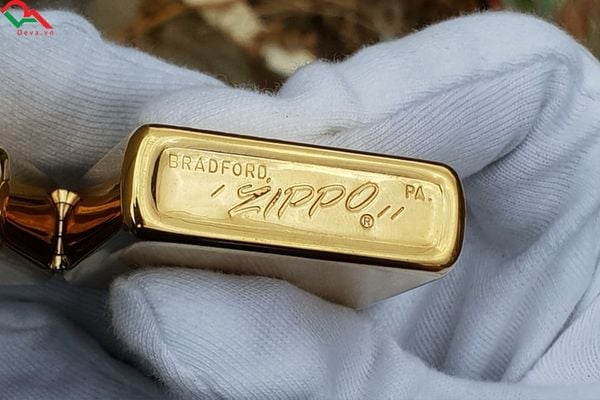 Deva.vn
BRADFORD, PA.
"ZIPPO"®